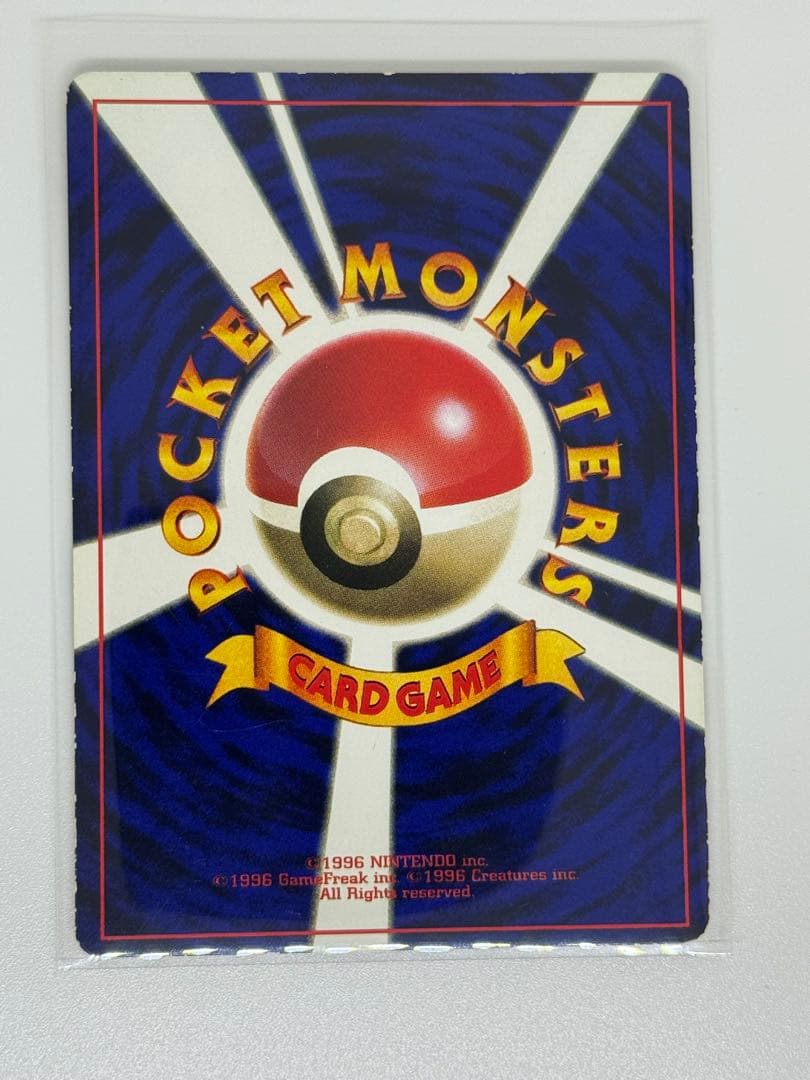 POCKET MONSTERS
CARD GAME
©1996 NINTENDO inc.
©1996 GameFreak inc. ©1996 Creatures inc.
All Rights reserved.